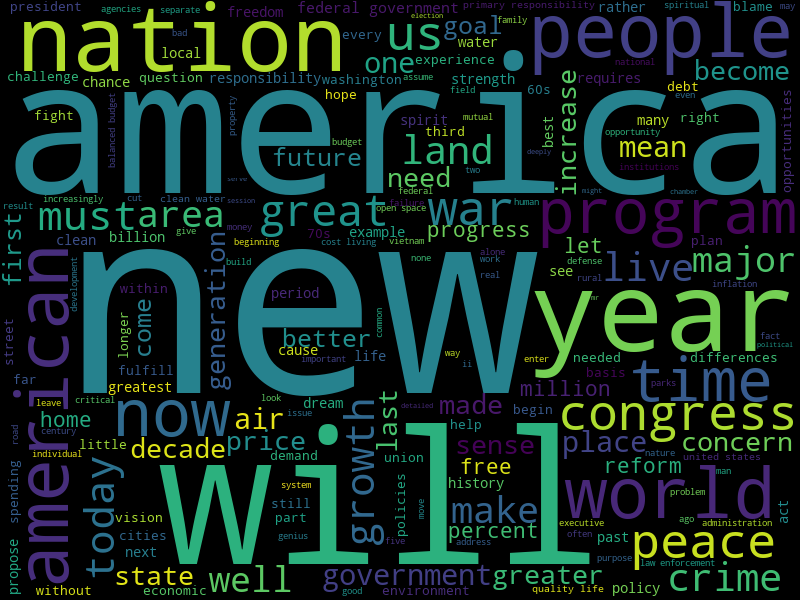 president agencies separate freedom federal government primary responsibility rather spiritual blame may
election family
nation bad local every us goal water people
challenge chance question responsibility washington one experience strength requires national become
america
fight hope 60s debt even
balanced budget property spirit third field mutual many right best opportunity
future budget land increase mean opportunities
need deeply institutions
result increasingly cut clean water serve session give money federal two failure human might chamber
first must area great open space war program
clean billion 70s example vietnam progress let plan
beginning cost living none alone work defense see rural live major
american street development within generation build period real inflation mr
new year
longer come better common fact political
fulfill cause important life way ii enter needed differences
far greatest basis time parks
leave critical look dream last made million
home century road now air issue detailed begin congress
little decade price growth help sense place concern
individual demand union free nature united states
spending today system history reform man
will world
vision still policies move make problem act
cities part percent executive ago administration
next genius five address often past peace
propose purpose law enforcement
without state economic well government good environment greater quality life policy crime